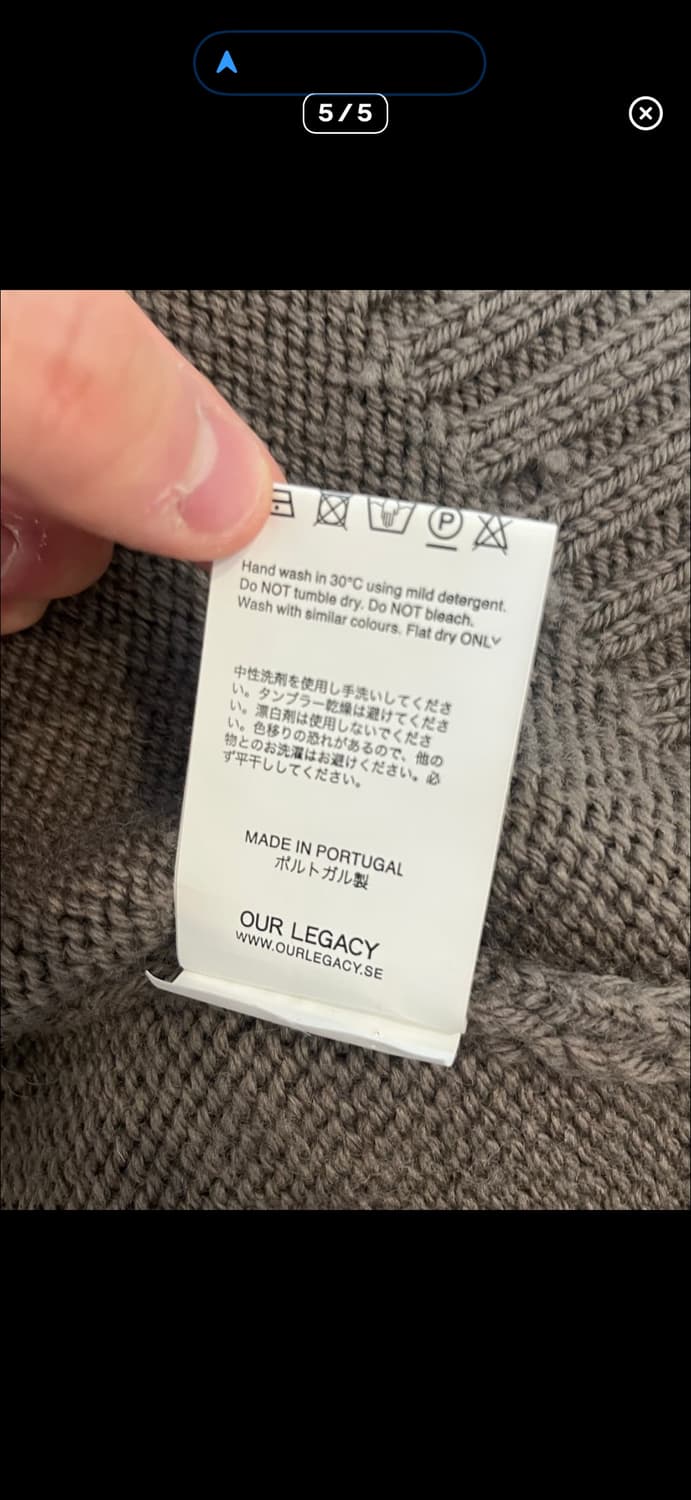 5/5
P
Hand wash in 30°C using mild detergent.
Do NOT tumble dry. Do NOT bleach.
Wash with similar colours. Flat dry ONLY
中性洗剤を使用し手洗いしてくださ
い。タンブラー乾燥は避けてくださ
い。漂白剤は使用しないでくださ
い。色移りの恐れがあるので、他の
物とのお洗濯はお避けください。必
ず平干ししてください。
MADE IN PORTUGAL
ポルトガル製
OUR LEGACY
WWW.OURLEGACY.SE